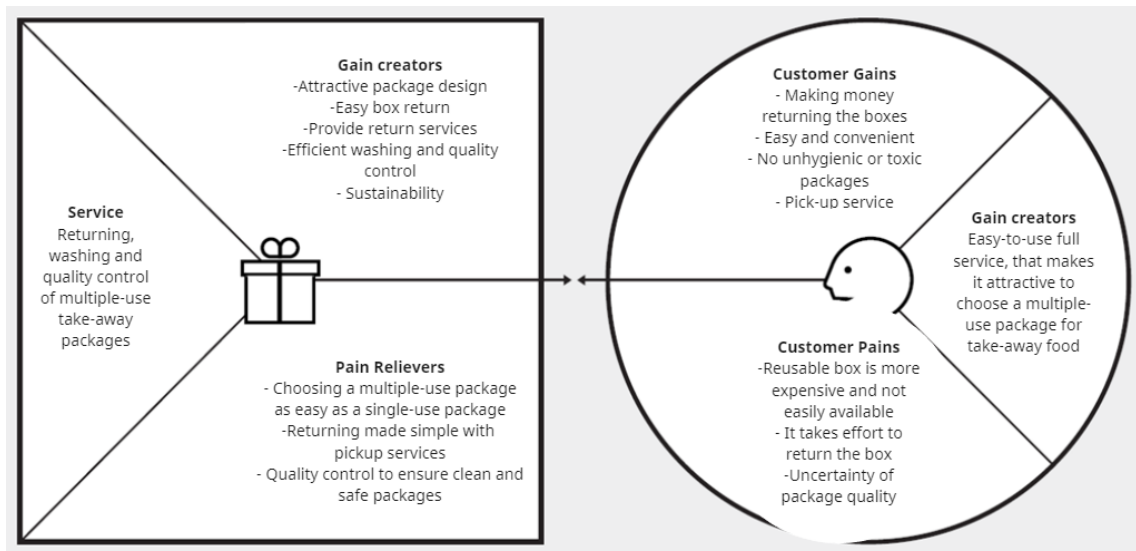 Gain creators
-Attractive package design
-Easy box return
-Provide return services
-Efficient washing and quality
control
- Sustainability
Service
Returning,
washing and
quality control
of multiple-use
take-away
packages
Pain Relievers
- Choosing a multiple-use package
as easy as a single-use package
-Returning made simple with
pickup services
- Quality control to ensure clean and
safe packages
Customer Gains
- Making money
returning the boxes
- Easy and convenient
- No unhygienic or toxic
packages
- Pick-up service
Gain creators
Easy-to-use full
service, that makes
it attractive to
choose a multiple-
use package for
take-away food
Customer Pains
-Reusable box is more
expensive and not
easily available
- It takes effort to
return the box
-Uncertainty of
package quality